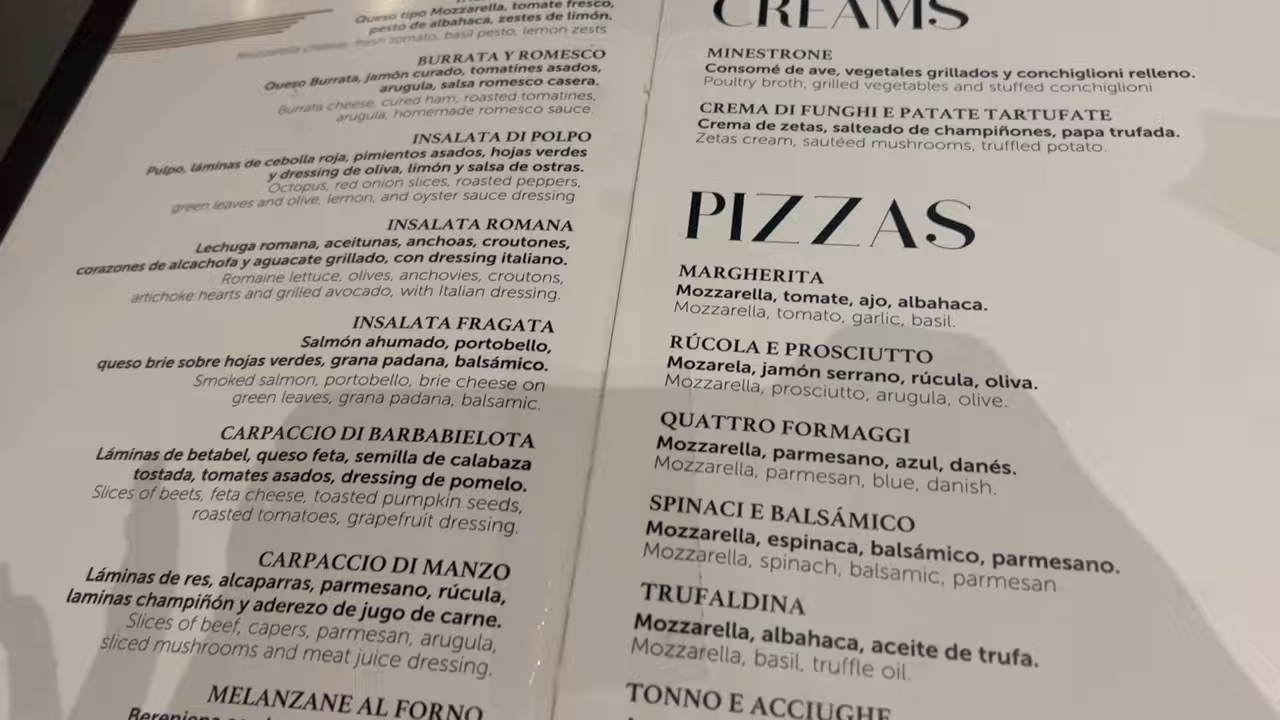 Queso tipo Mozzarella, tomate fresco,
pesto de albahaca, zestes de limón.
Mozzarella cheese, fresh tomato, basil pesto, lemon zests
BURRATA Y ROMESCO
Queso Burrata, jamón curado, tomatines asados,
arugula, salsa romesco casera.
Burrata cheese, cured ham, roasted tomatines,
arugula, homemade romesco sauce.
INSALATA DI POLPO
Pulpo, láminas de cebolla roja, pimientos asados, hojas verdes
y dressing de oliva, limón y salsa de ostras.
Octopus, red onion slices, roasted peppers,
green leaves and olive, lemon, and oyster sauce dressing
INSALATA ROMANA
Lechuga romana, aceitunas, anchoas, croutones,
corazones de alcachofa y aguacate grillado, con dressing italiano.
Romaine lettuce, olives, anchovies, croutons,
artichoke hearts and grilled avocado, with Italian dressing.
INSALATA FRAGATA
Salmón ahumado, portobello,
queso brie sobre hojas verdes, grana padana, balsámico.
Smoked salmon, portobello, brie cheese on
green leaves, grana padana, balsamic.
CARPACCIO DI BARBABIELOTA
Láminas de betabel, queso feta, semilla de calabaza
tostada, tomates asados, dressing de pomelo.
Slices of beets, feta cheese, toasted pumpkin seeds,
roasted tomatoes, grapefruit dressing.
CARPACCIO DI MANZO
Láminas de res, alcaparras, parmesano, rúcula,
laminas champiñón y aderezo de jugo de carne.
Slices of beef, capers, parmesan, arugula,
sliced mushrooms and meat juice dressing.
MELANZANE AL FORNO
CREAMS
MINESTRONE
Consomé de ave, vegetales grillados y conchiglioni relleno.
Poultry broth, grilled vegetables and stuffed conchiglioni
CREMA DI FUNGHI E PATATE TARTUFATE
Crema de zetas, salteado de champiñones, papa trufada.
Zetas cream, sautéed mushrooms, truffled potato.
PIZZAS
MARGHERITA
Mozzarella, tomate, ajo, albahaca.
Mozzarella, tomato, garlic, basil.
RÚCOLA E PROSCIUTTO
Mozarela, jamón serrano, rúcula, oliva.
Mozzarella, prosciutto, arugula, olive.
QUATTRO FORMAGGI
Mozzarella, parmesano, azul, danés.
Mozzarella, parmesan, blue, danish.
SPINACI E BALSÁMICO
Mozzarella, espinaca, balsámico, parmesano.
Mozzarella, spinach, balsamic, parmesan
TRUFALDINA
Mozzarella, albahaca, aceite de trufa.
Mozzarella, basil, truffle oil.
TONNO E ACCIUGHE